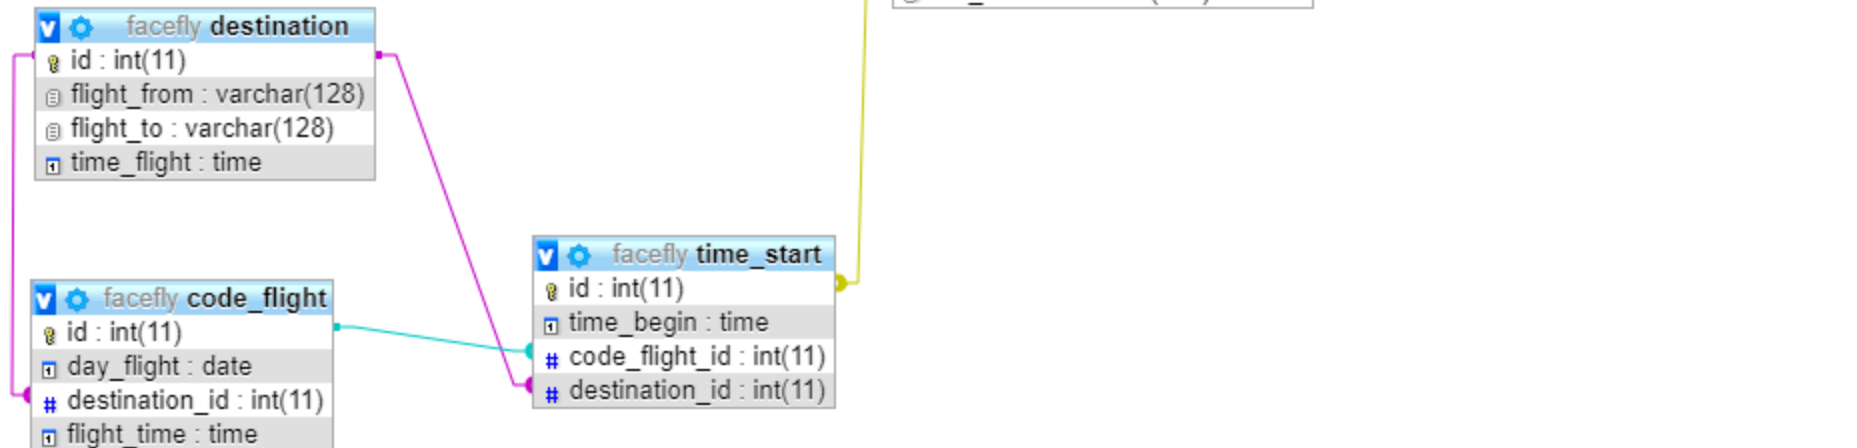 facefly destination
id : int(11)
flight_from : varchar(128)
flight_to : varchar(128)
time_flight : time
facefly time_start
id : int(11)
time_begin : time
code_flight_id : int(11)
destination_id : int(11)
facefly code_flight
id : int(11)
day_flight : date
destination_id : int(11)
flight_time : time